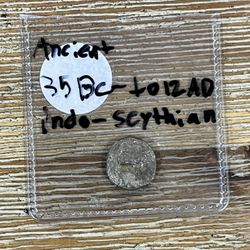 Ancient
35 BC - to 12 AD
indo-scythian